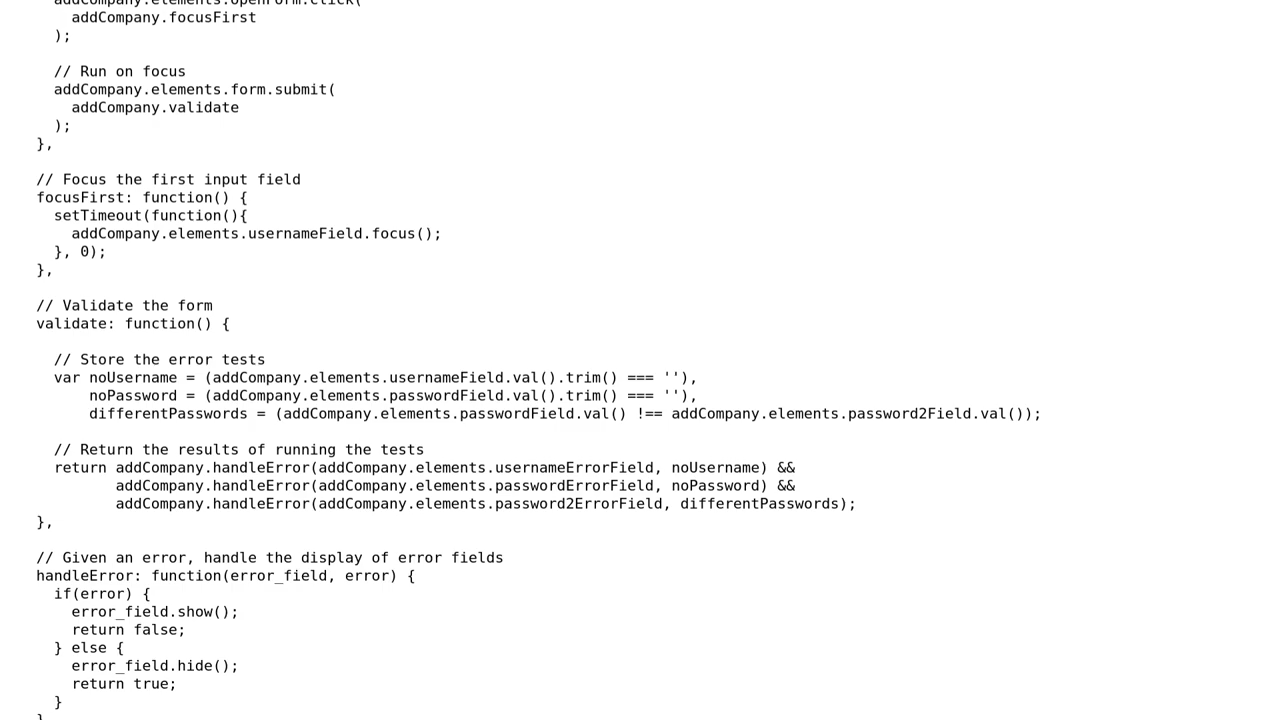 addCompany.elements.openForm.click(
addCompany.focusFirst
);
// Run on focus
addCompany.elements.form.submit(
addCompany.validate
);
},
// Focus the first input field
focusFirst: function() {
setTimeout(function(){
addCompany.elements.usernameField.focus();
}, 0);
},
// Validate the form
validate: function() {
// Store the error tests
var noUsername = (addCompany.elements.usernameField.val().trim() === ''),
noPassword = (addCompany.elements.passwordField.val().trim() === ''),
differentPasswords = (addCompany.elements.passwordField.val() !== addCompany.elements.password2Field.val());
// Return the results of running the tests
return addCompany.handleError(addCompany.elements.usernameErrorField, noUsername) &&
addCompany.handleError(addCompany.elements.passwordErrorField, noPassword) &&
addCompany.handleError(addCompany.elements.password2ErrorField, differentPasswords);
},
// Given an error, handle the display of error fields
handleError: function(error_field, error) {
if(error) {
error_field.show();
return false;
} else {
error_field.hide();
return true;
}
}